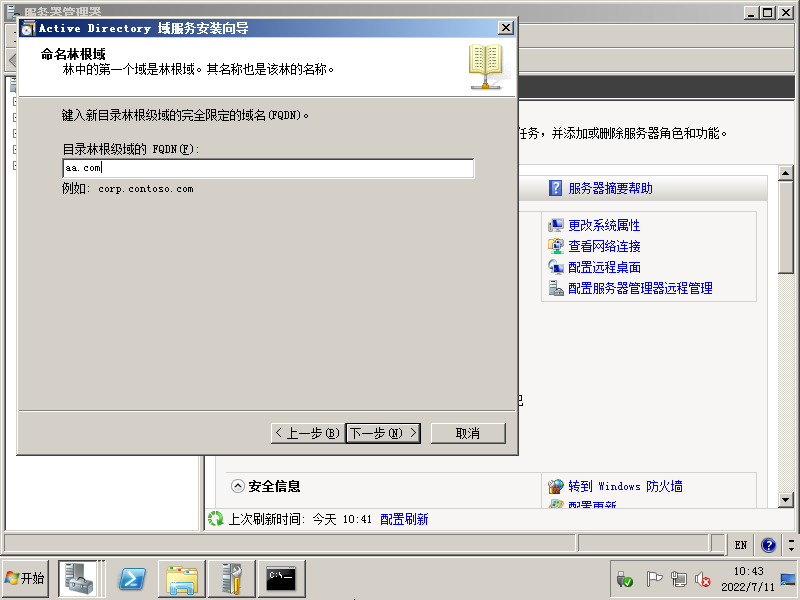 服务器管理器
Active Directory 域服务安装向导
命名林根域
林中的第一个域是林根域。其名称也是该林的名称。
键入新目录林根级域的完全限定的域名(FQDN)。
目录林根级域的 FQDN(F):
aa.com
例如: corp.contoso.com
< 上一步(B)
下一步(N) >
取消
任务，并添加或删除服务器角色和功能。
服务器摘要帮助
更改系统属性
查看网络连接
配置远程桌面
配置服务器管理器远程管理
安全信息
转到 Windows 防火墙
配置更新
上次刷新时间: 今天 10:41 配置刷新
EN
开始
C:\
10:43
2022/7/11